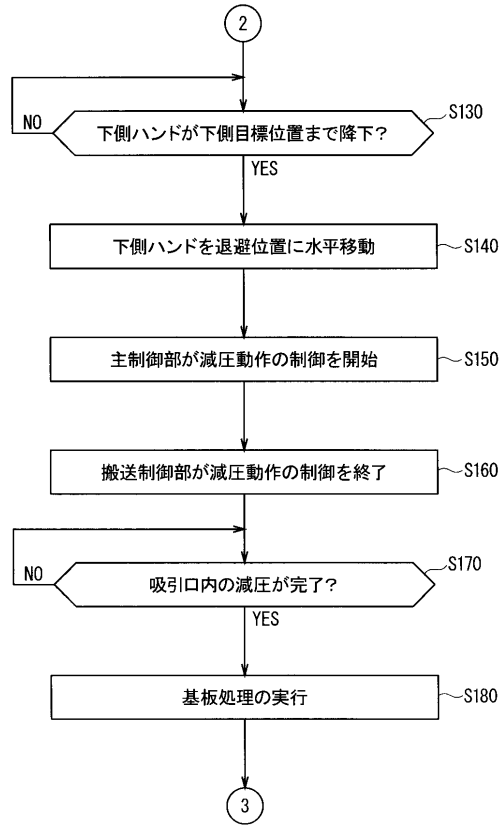 2
NO
下側ハンドが下側目標位置まで降下?
S130
YES
下側ハンドを退避位置に水平移動
S140
主制御部が減圧動作の制御を開始
S150
搬送制御部が減圧動作の制御を終了
S160
NO
吸引口内の減圧が完了?
S170
YES
基板処理の実行
S180
3